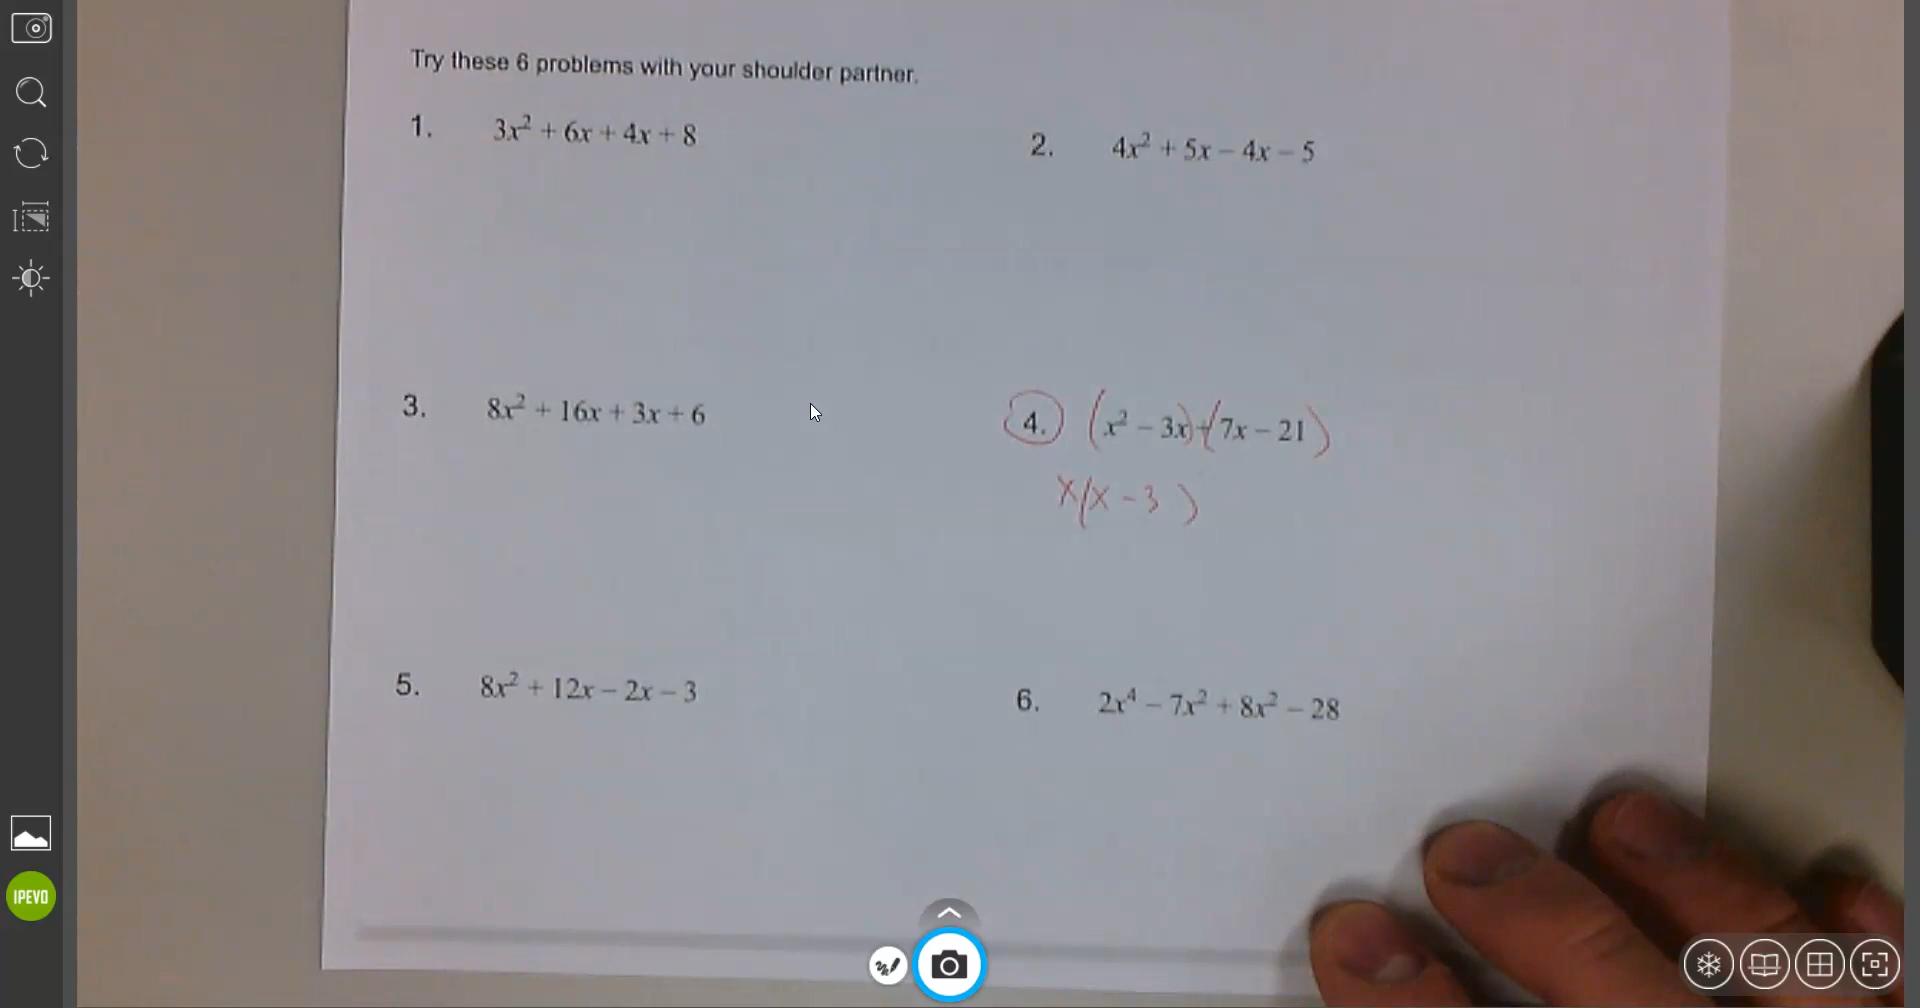 Try these 6 problems with your shoulder partner.
1. 3x² + 6x + 4x + 8
2. 4x² + 5x − 4x − 5
3. 8x² + 16x + 3x + 6
4. (x² − 3x)+(7x − 21)
x(x − 3 )
5. 8x² + 12x − 2x − 3
6. 2x⁴ − 7x² + 8x² − 28
IPEVO